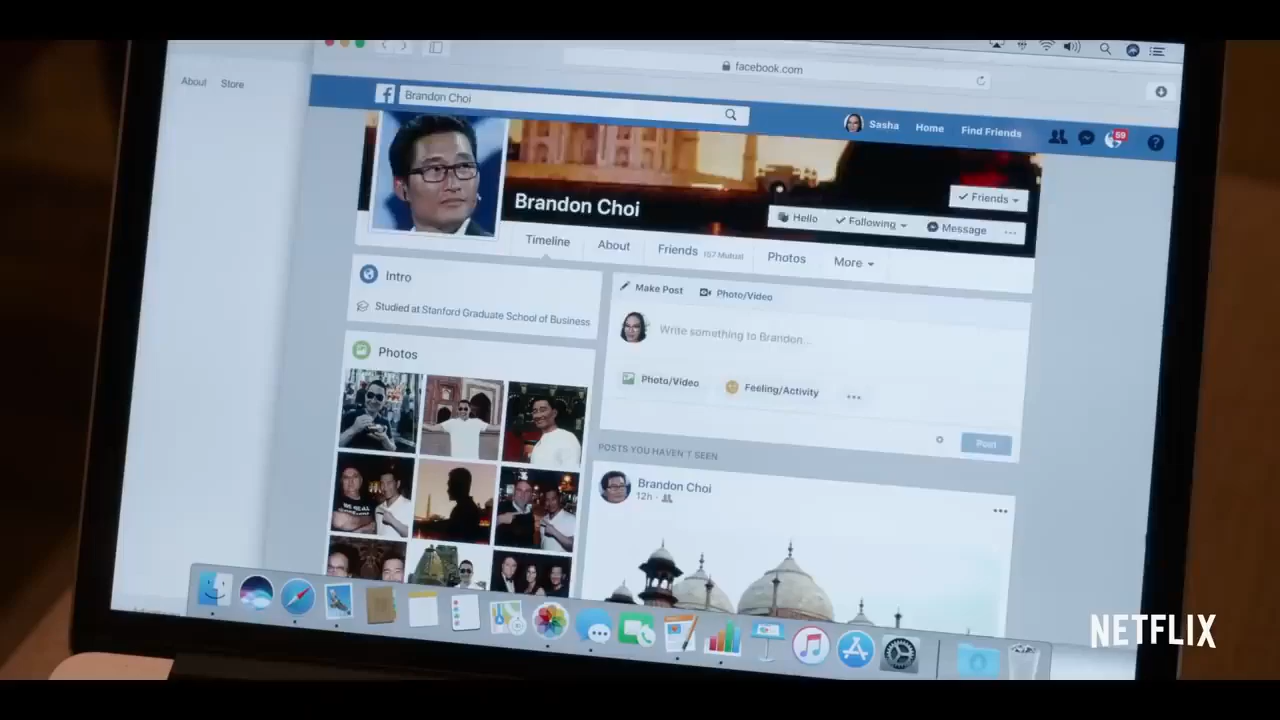 About Store
facebook.com
Brandon Choi
Sasha Home Find Friends 59 ?
Brandon Choi
Friends
Hello Following Message
Timeline About Friends 157 Mutual Photos More
Intro
Studied at Stanford Graduate School of Business
Photos
Make Post Photo/Video
Write something to Brandon...
Photo/Video Feeling/Activity
Post
POSTS YOU HAVEN'T SEEN
Brandon Choi
12h
NETFLIX